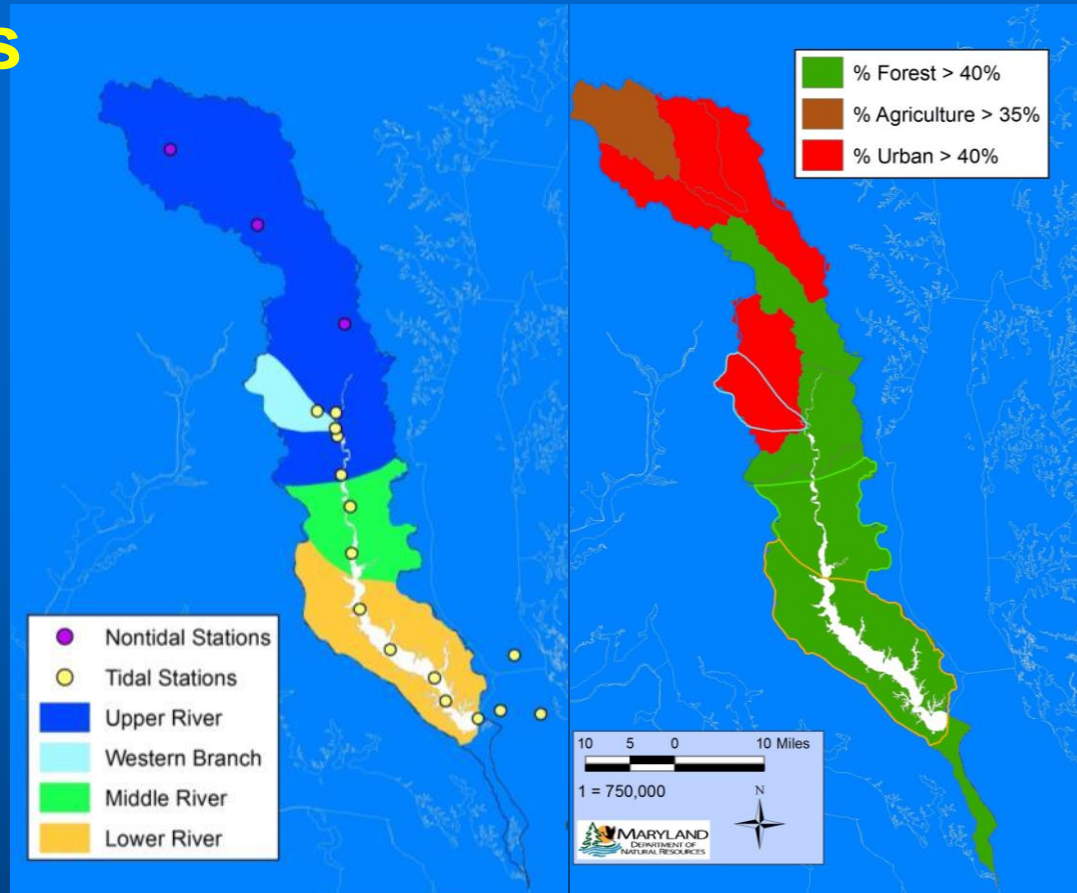 s
Nontidal Stations
Tidal Stations
Upper River
Western Branch
Middle River
Lower River
% Forest > 40%
% Agriculture > 35%
% Urban > 40%
10 5 0 10 Miles
1 = 750,000
N
MARYLAND
DEPARTMENT OF
NATURAL RESOURCES